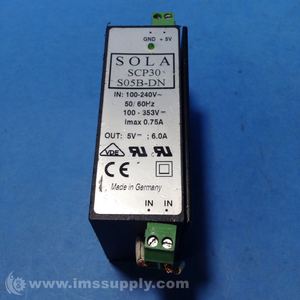 GND + 5V
SOLA
SCP30
S05B-DN
IN: 100-240V~
50/ 60Hz
100 - 353V⎓
Imax 0.75A
OUT: 5V⎓ ; 6.0A
VDE
CE
Made in Germany
IN IN
© www.imssupply.com